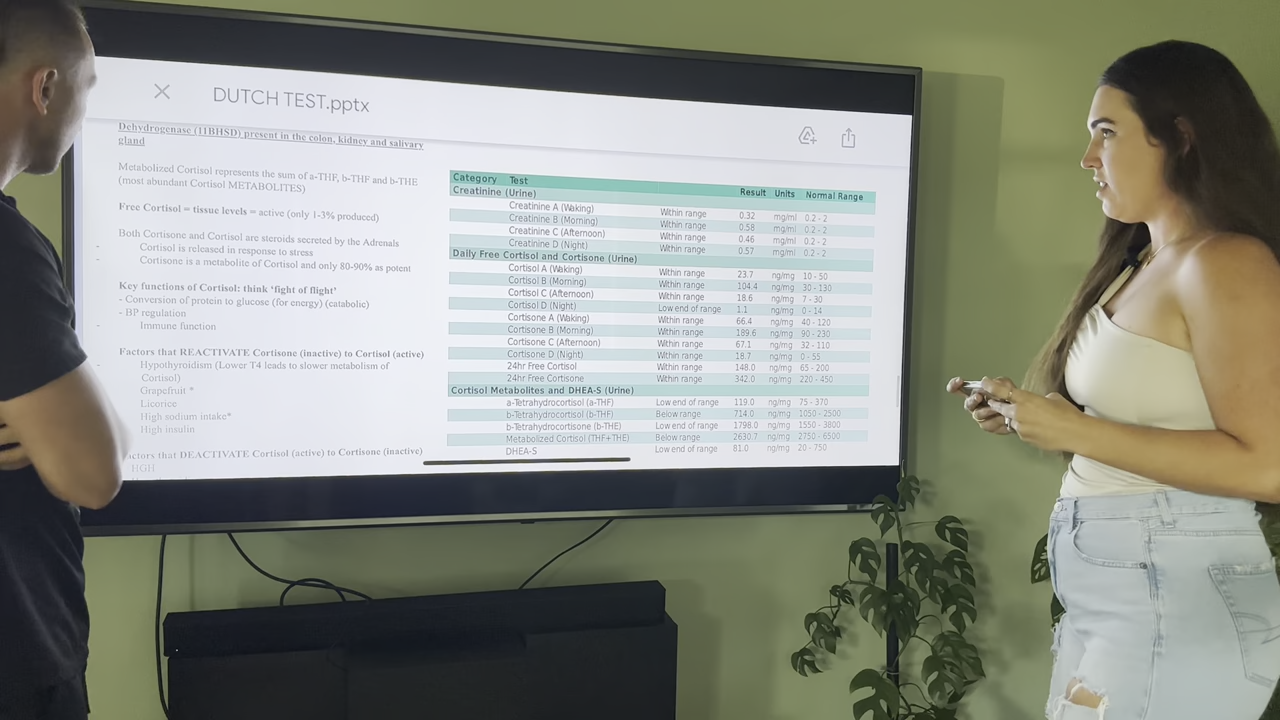 DUTCH TEST.pptx
Dehydrogenase (11BHSD) present in the colon, kidney and salivary
gland
Metabolized Cortisol represents the sum of a-THF, b-THF and b-THE
(most abundant Cortisol METABOLITES)
Free Cortisol = tissue levels = active (only 1-3% produced)
Both Cortisone and Cortisol are steroids secreted by the Adrenals
- Cortisol is released in response to stress
- Cortisone is a metabolite of Cortisol and only 80-90% as potent
Key functions of Cortisol: think ‘fight of flight’
- Conversion of protein to glucose (for energy) (catabolic)
- BP regulation
- Immune function
Factors that REACTIVATE Cortisone (inactive) to Cortisol (active)
- Hypothyroidism (Lower T4 leads to slower metabolism of
Cortisol)
Grapefruit *
Licorice
High sodium intake*
High insulin
actors that DEACTIVATE Cortisol (active) to Cortisone (inactive)
HGH
Category Test Result Units Normal Range
Creatinine (Urine)
Creatinine A (Waking) Within range 0.32 mg/ml 0.2 - 2
Creatinine B (Morning) Within range 0.58 mg/ml 0.2 - 2
Creatinine C (Afternoon) Within range 0.46 mg/ml 0.2 - 2
Creatinine D (Night) Within range 0.57 mg/ml 0.2 - 2
Daily Free Cortisol and Cortisone (Urine)
Cortisol A (Waking) Within range 23.7 ng/mg 10 - 50
Cortisol B (Morning) Within range 104.4 ng/mg 30 - 130
Cortisol C (Afternoon) Within range 18.6 ng/mg 7 - 30
Cortisol D (Night) Low end of range 1.1 ng/mg 0 - 14
Cortisone A (Waking) Within range 66.4 ng/mg 40 - 120
Cortisone B (Morning) Within range 189.6 ng/mg 90 - 230
Cortisone C (Afternoon) Within range 67.1 ng/mg 32 - 110
Cortisone D (Night) Within range 18.7 ng/mg 0 - 55
24hr Free Cortisol Within range 148.0 ng/mg 65 - 200
24hr Free Cortisone Within range 342.0 ng/mg 220 - 450
Cortisol Metabolites and DHEA-S (Urine)
a-Tetrahydrocortisol (a-THF) Low end of range 119.0 ng/mg 75 - 370
b-Tetrahydrocortisol (b-THF) Below range 714.0 ng/mg 1050 - 2500
b-Tetrahydrocortisone (b-THE) Low end of range 1798.0 ng/mg 1550 - 3800
Metabolized Cortisol (THF+THE) Below range 2630.7 ng/mg 2750 - 6500
DHEA-S Low end of range 81.0 ng/mg 20 - 750